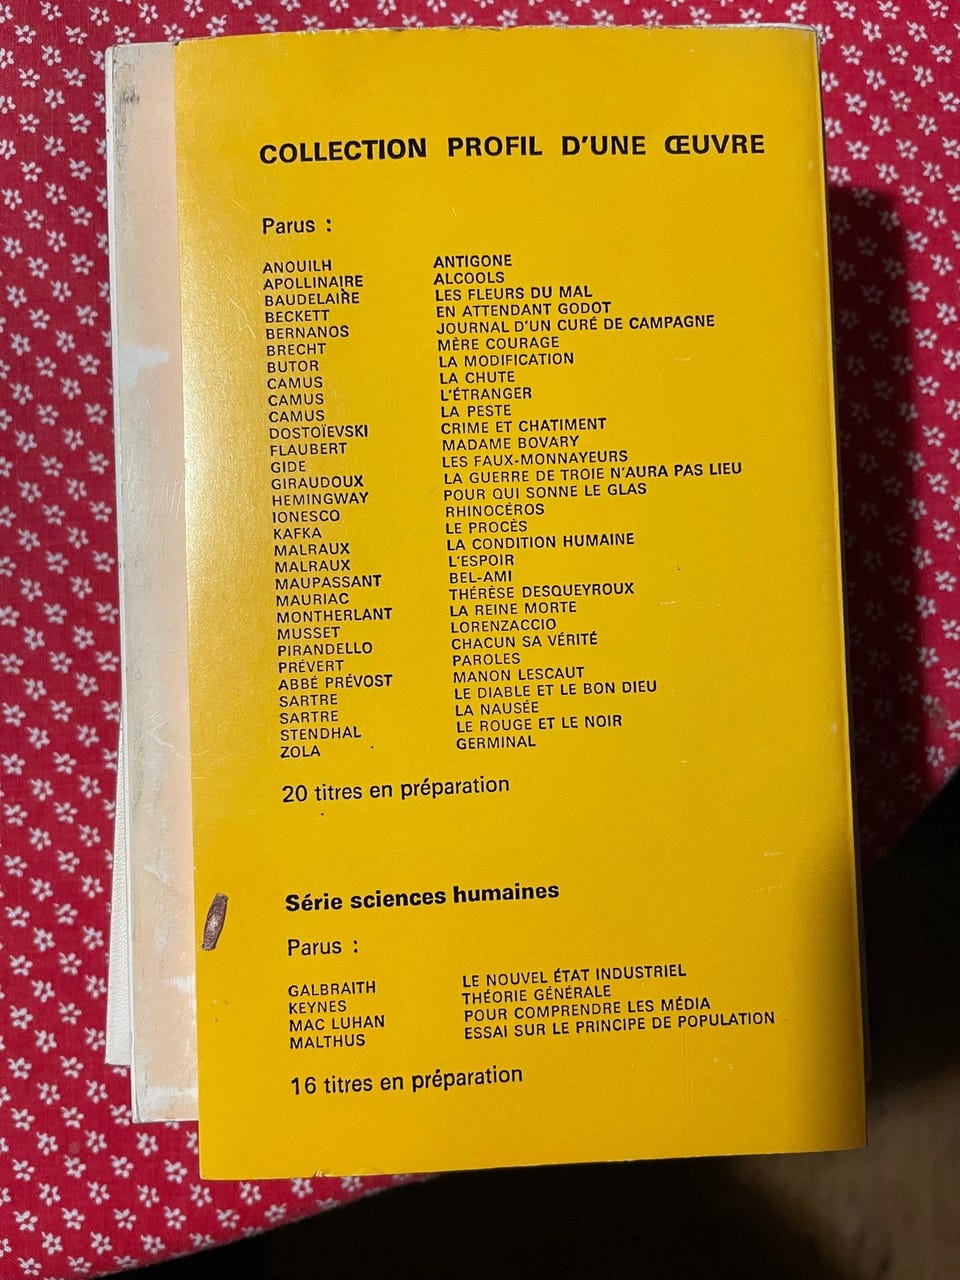 COLLECTION PROFIL D'UNE ŒUVRE
Parus :
ANOUILH ANTIGONE
APOLLINAIRE ALCOOLS
BAUDELAIRE LES FLEURS DU MAL
BECKETT EN ATTENDANT GODOT
BERNANOS JOURNAL D'UN CURÉ DE CAMPAGNE
BRECHT MÈRE COURAGE
BUTOR LA MODIFICATION
CAMUS LA CHUTE
CAMUS L'ÉTRANGER
CAMUS LA PESTE
DOSTOÏEVSKI CRIME ET CHATIMENT
FLAUBERT MADAME BOVARY
GIDE LES FAUX-MONNAYEURS
GIRAUDOUX LA GUERRE DE TROIE N'AURA PAS LIEU
HEMINGWAY POUR QUI SONNE LE GLAS
IONESCO RHINOCÉROS
KAFKA LE PROCÈS
MALRAUX LA CONDITION HUMAINE
MALRAUX L'ESPOIR
MAUPASSANT BEL-AMI
MAURIAC THÉRÈSE DESQUEYROUX
MONTHERLANT LA REINE MORTE
MUSSET LORENZACCIO
PIRANDELLO CHACUN SA VÉRITÉ
PRÉVERT PAROLES
ABBÉ PRÉVOST MANON LESCAUT
SARTRE LE DIABLE ET LE BON DIEU
SARTRE LA NAUSÉE
STENDHAL LE ROUGE ET LE NOIR
ZOLA GERMINAL
20 titres en préparation
Série sciences humaines
Parus :
GALBRAITH LE NOUVEL ÉTAT INDUSTRIEL
KEYNES THÉORIE GÉNÉRALE
MAC LUHAN POUR COMPRENDRE LES MÉDIA
MALTHUS ESSAI SUR LE PRINCIPE DE POPULATION
16 titres en préparation